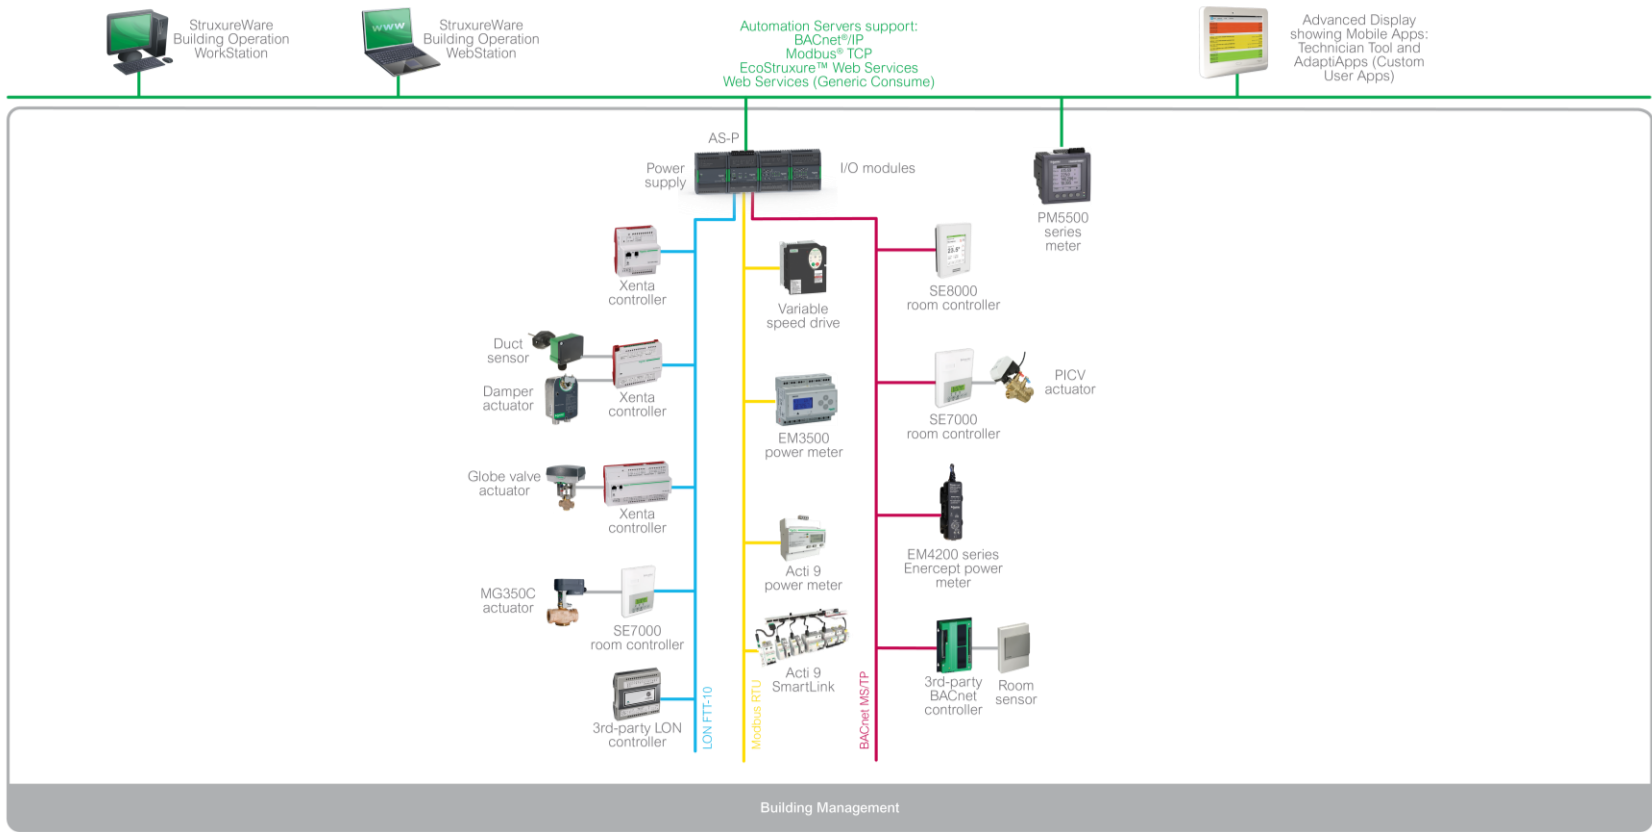 StruxureWare
Building Operation
WorkStation
StruxureWare
Building Operation
WebStation
www
Automation Servers support:
BACnet®/IP
Modbus® TCP
EcoStruxure™ Web Services
Web Services (Generic Consume)
Advanced Display
showing Mobile Apps:
Technician Tool and
AdaptiApps (Custom
User Apps)
AS-P
Power
supply
I/O modules
PM5500
series
meter
Xenta
controller
Duct
sensor
Damper
actuator
Xenta
controller
Globe valve
actuator
Xenta
controller
MG350C
actuator
SE7000
room controller
3rd-party LON
controller
LON FTT-10
Variable
speed drive
EM3500
power meter
Acti 9
power meter
Acti 9
SmartLink
Modbus RTU
SE8000
room controller
PICV
actuator
SE7000
room controller
EM4200 series
Enercept power
meter
3rd-party
BACnet
controller
Room
sensor
BACnet MS/TP
Building Management